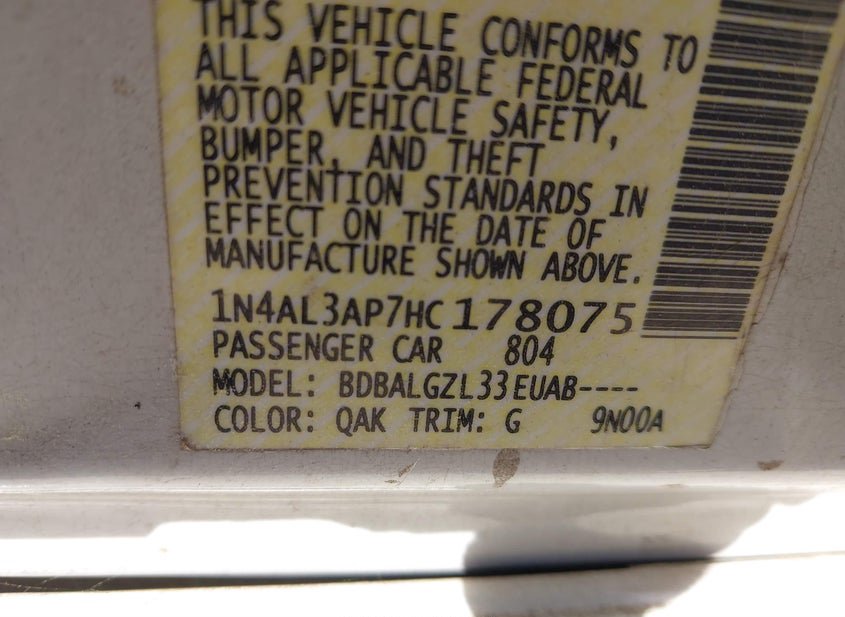 THIS VEHICLE CONFORMS TO
ALL APPLICABLE FEDERAL
MOTOR VEHICLE SAFETY,
BUMPER, AND THEFT
PREVENTION STANDARDS IN
EFFECT ON THE DATE OF
MANUFACTURE SHOWN ABOVE.
1N4AL3AP7HC178075
PASSENGER CAR 804
MODEL: BDBALGZL33EUAB----
COLOR: QAK TRIM: G 9N00A